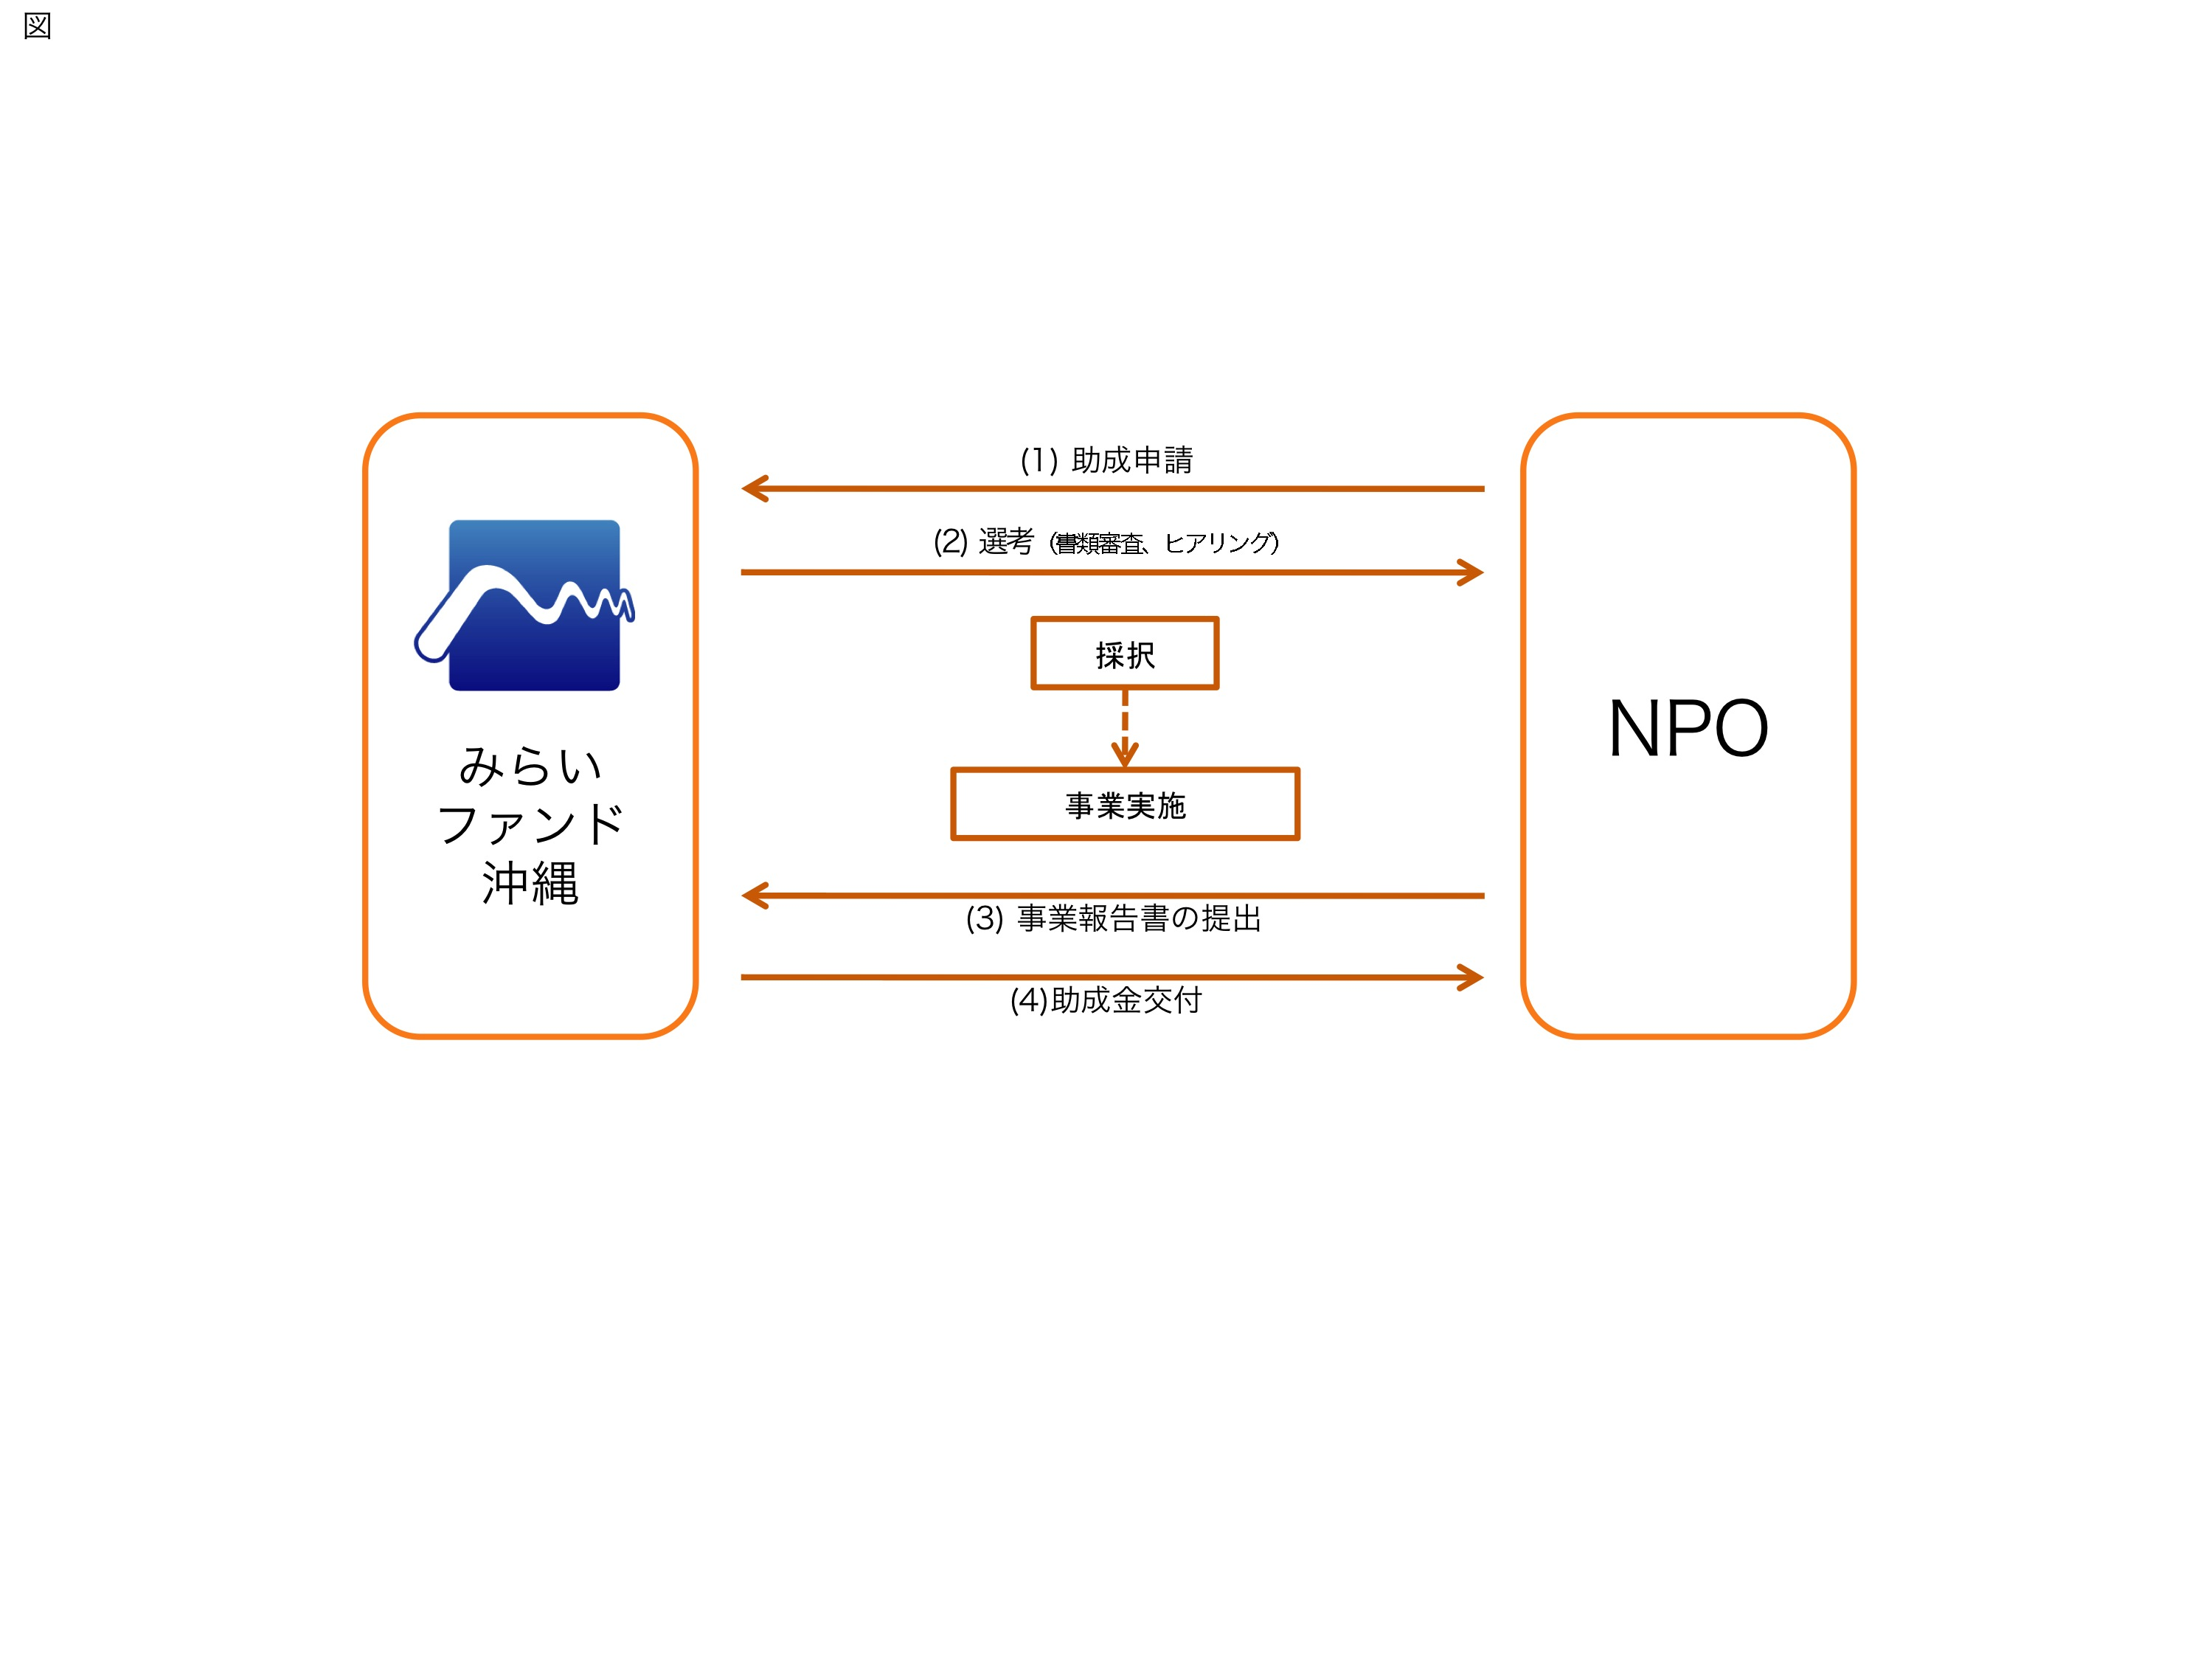 図
(1) 助成申請
(2) 選考 (書類審査、ヒアリング)
採択
事業実施
みらい
ファンド
沖縄
NPO
(3) 事業報告書の提出
(4)助成金交付